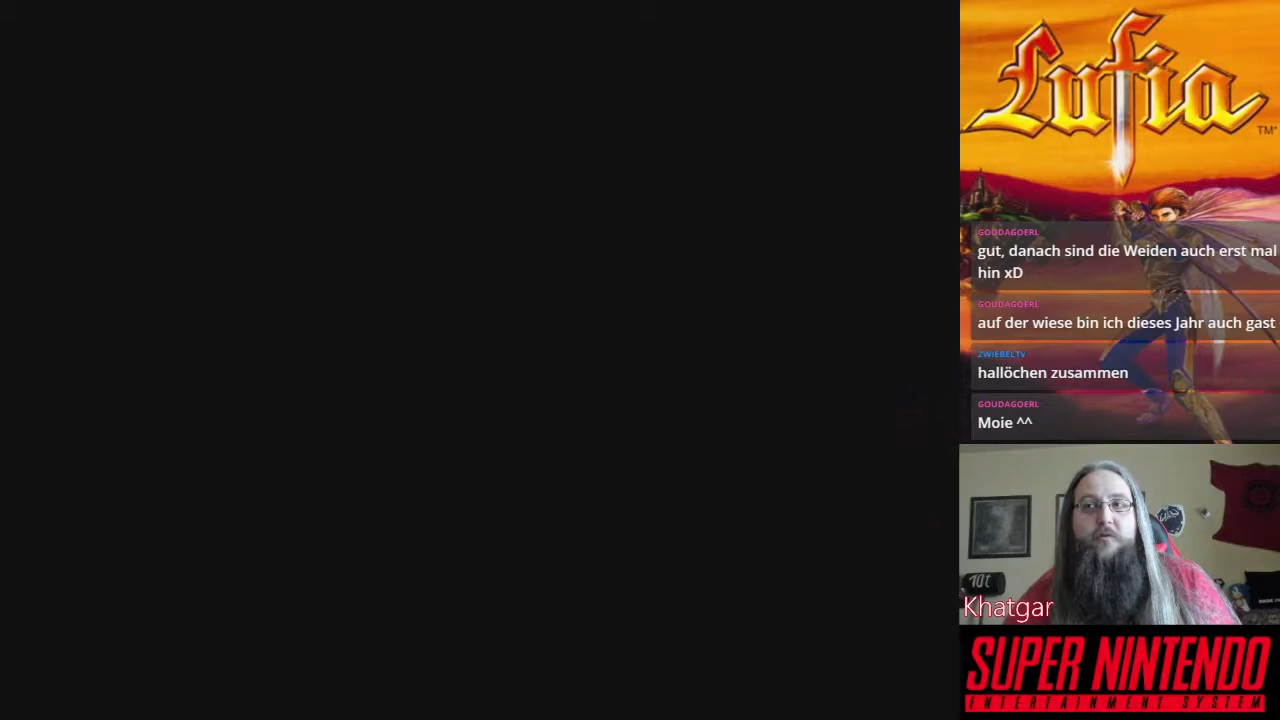 Lufia
TM
GOUDAGOERL
gut, danach sind die Weiden auch erst mal
hin xD
GOUDAGOERL
auf der wiese bin ich dieses Jahr auch gast
ZWIEBELTV
hallöchen zusammen
GOUDAGOERL
Moie ^^
10t
Khatgar
SUPER NINTENDO
ENTERTAINMENT SYSTEM